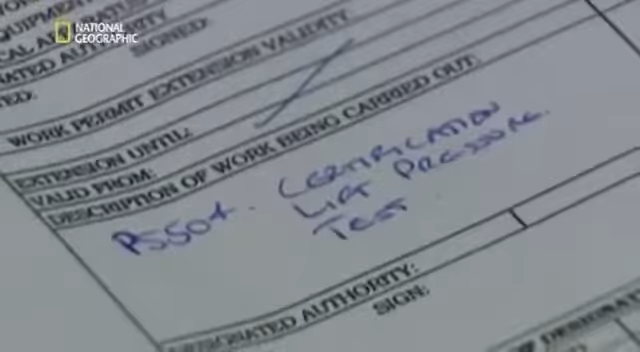 NATIONAL
GEOGRAPHIC
SIGNED:
WORK PERMIT EXTENSION VALIDITY
EXTENSION UNTIL:
VALID FROM:
DESCRIPTION OF WORK BEING CARRIED OUT:
PSSO4. CERTIFICATION
LIFT PRESSURE
TEST
DESIGNATED AUTHORITY:
SIGN: